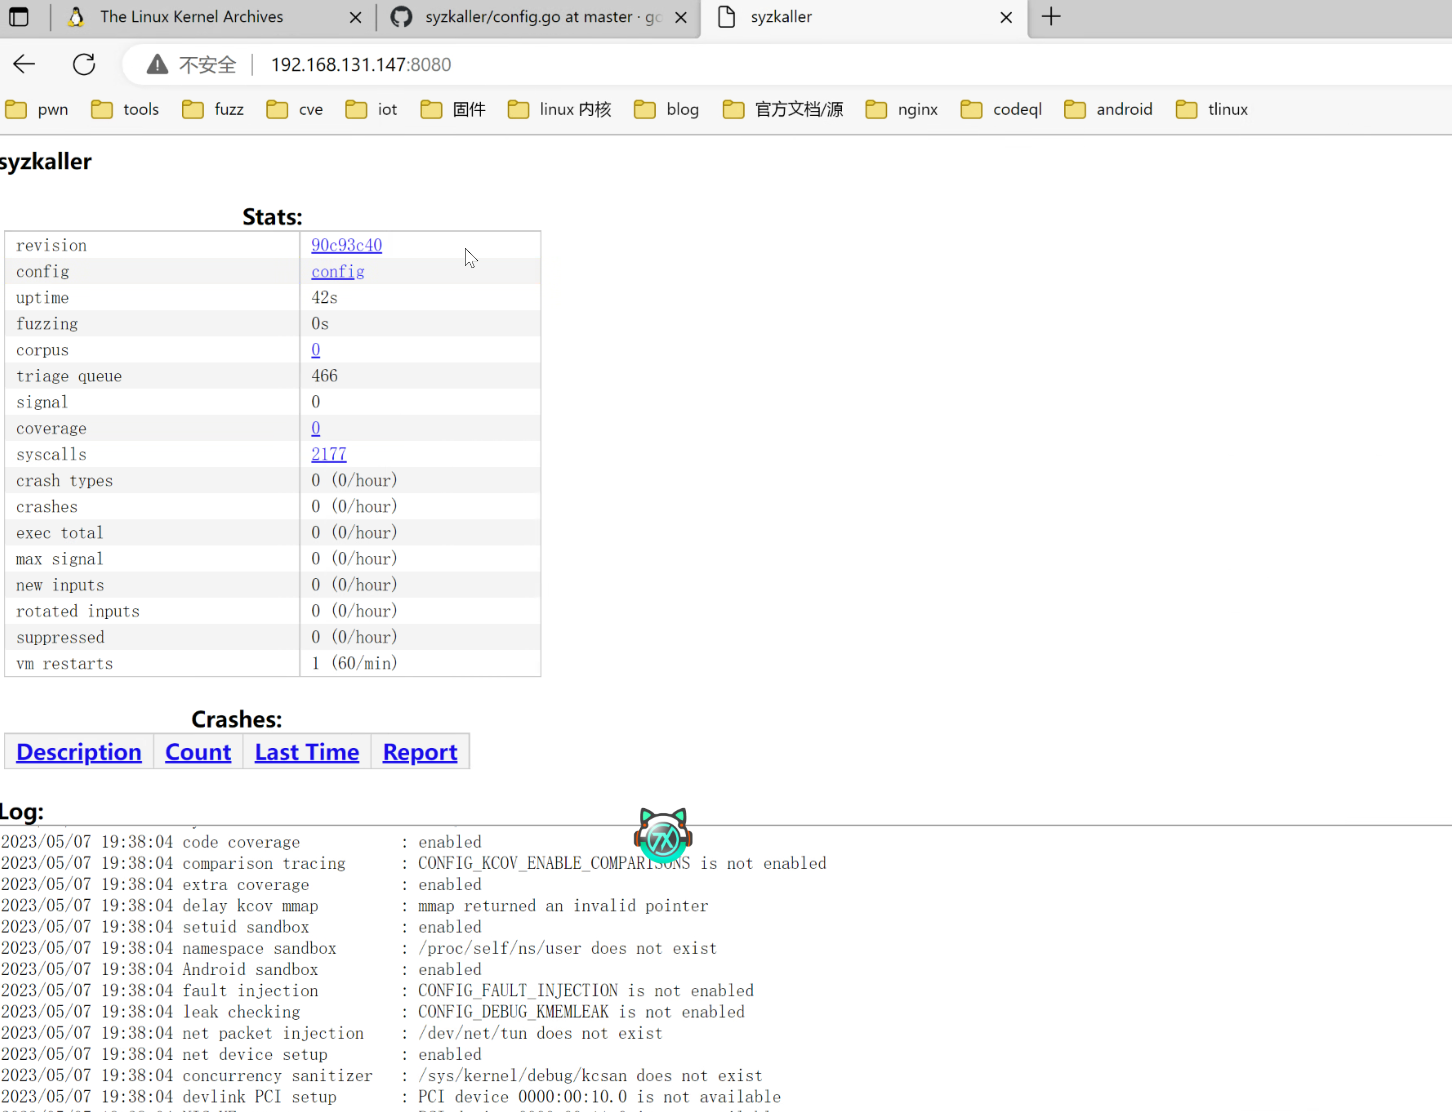 The Linux Kernel Archives
syzkaller/config.go at master · go
syzkaller
不安全 192.168.131.147:8080
pwn tools fuzz cve iot 固件 linux 内核 blog 官方文档/源 nginx codeql android tlinux
syzkaller
Stats:
revision 90c93c40
config config
uptime 42s
fuzzing 0s
corpus 0
triage queue 466
signal 0
coverage 0
syscalls 2177
crash types 0 (0/hour)
crashes 0 (0/hour)
exec total 0 (0/hour)
max signal 0 (0/hour)
new inputs 0 (0/hour)
rotated inputs 0 (0/hour)
suppressed 0 (0/hour)
vm restarts 1 (60/min)
Crashes:
Description Count Last Time Report
Log:
2023/05/07 19:38:04 code coverage : enabled
2023/05/07 19:38:04 comparison tracing : CONFIG_KCOV_ENABLE_COMPARISONS is not enabled
2023/05/07 19:38:04 extra coverage : enabled
2023/05/07 19:38:04 delay kcov mmap : mmap returned an invalid pointer
2023/05/07 19:38:04 setuid sandbox : enabled
2023/05/07 19:38:04 namespace sandbox : /proc/self/ns/user does not exist
2023/05/07 19:38:04 Android sandbox : enabled
2023/05/07 19:38:04 fault injection : CONFIG_FAULT_INJECTION is not enabled
2023/05/07 19:38:04 leak checking : CONFIG_DEBUG_KMEMLEAK is not enabled
2023/05/07 19:38:04 net packet injection : /dev/net/tun does not exist
2023/05/07 19:38:04 net device setup : enabled
2023/05/07 19:38:04 concurrency sanitizer : /sys/kernel/debug/kcsan does not exist
2023/05/07 19:38:04 devlink PCI setup : PCI device 0000:00:10.0 is not available